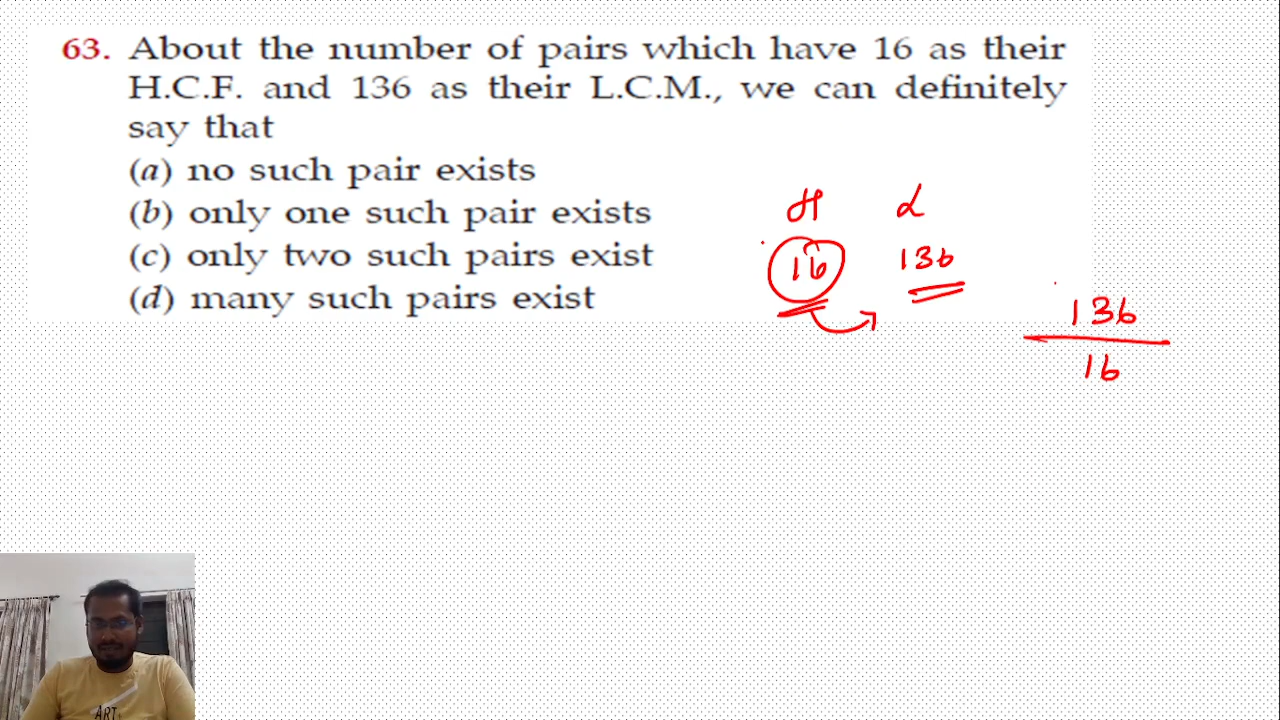 63. About the number of pairs which have 16 as their
H.C.F. and 136 as their L.C.M., we can definitely
say that
(a) no such pair exists
(b) only one such pair exists
(c) only two such pairs exist
(d) many such pairs exist
H L
16 136
136
16
ART